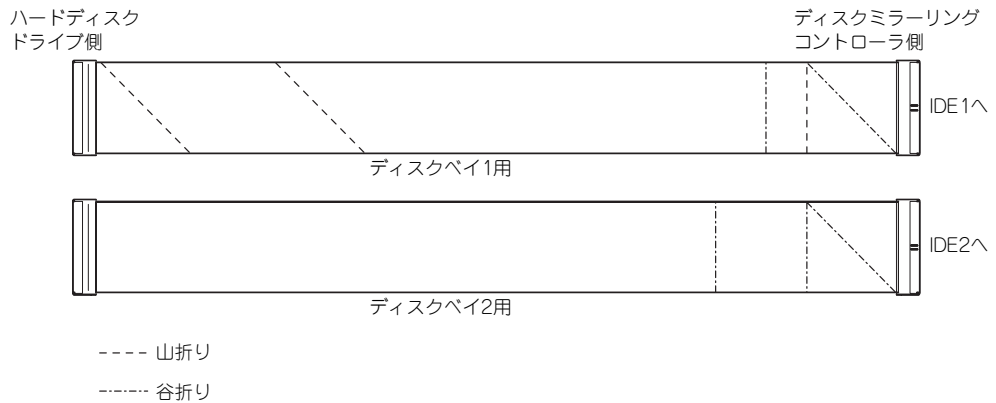 ハードディスク
ドライブ側
ディスクミラーリング
コントローラ側
IDE1へ
ディスクベイ1用
IDE2へ
ディスクベイ2用
山折り
谷折り